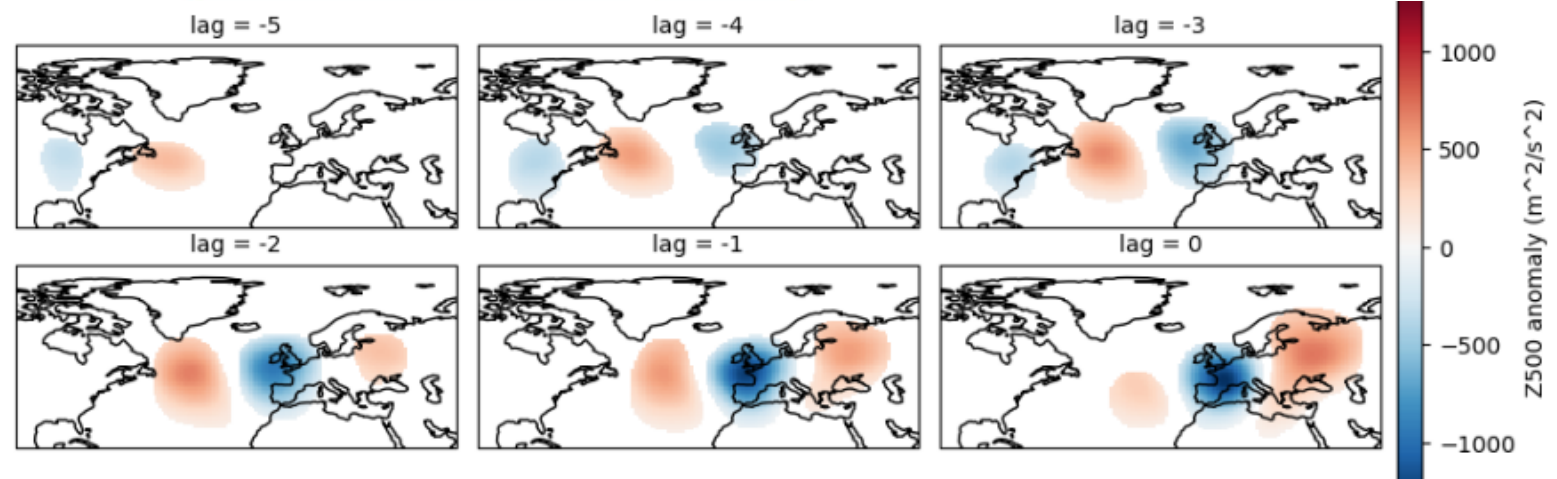 lag = -5
lag = -4
lag = -3
lag = -2
lag = -1
lag = 0
1000
500
0
−500
−1000
Z500 anomaly (m^2/s^2)